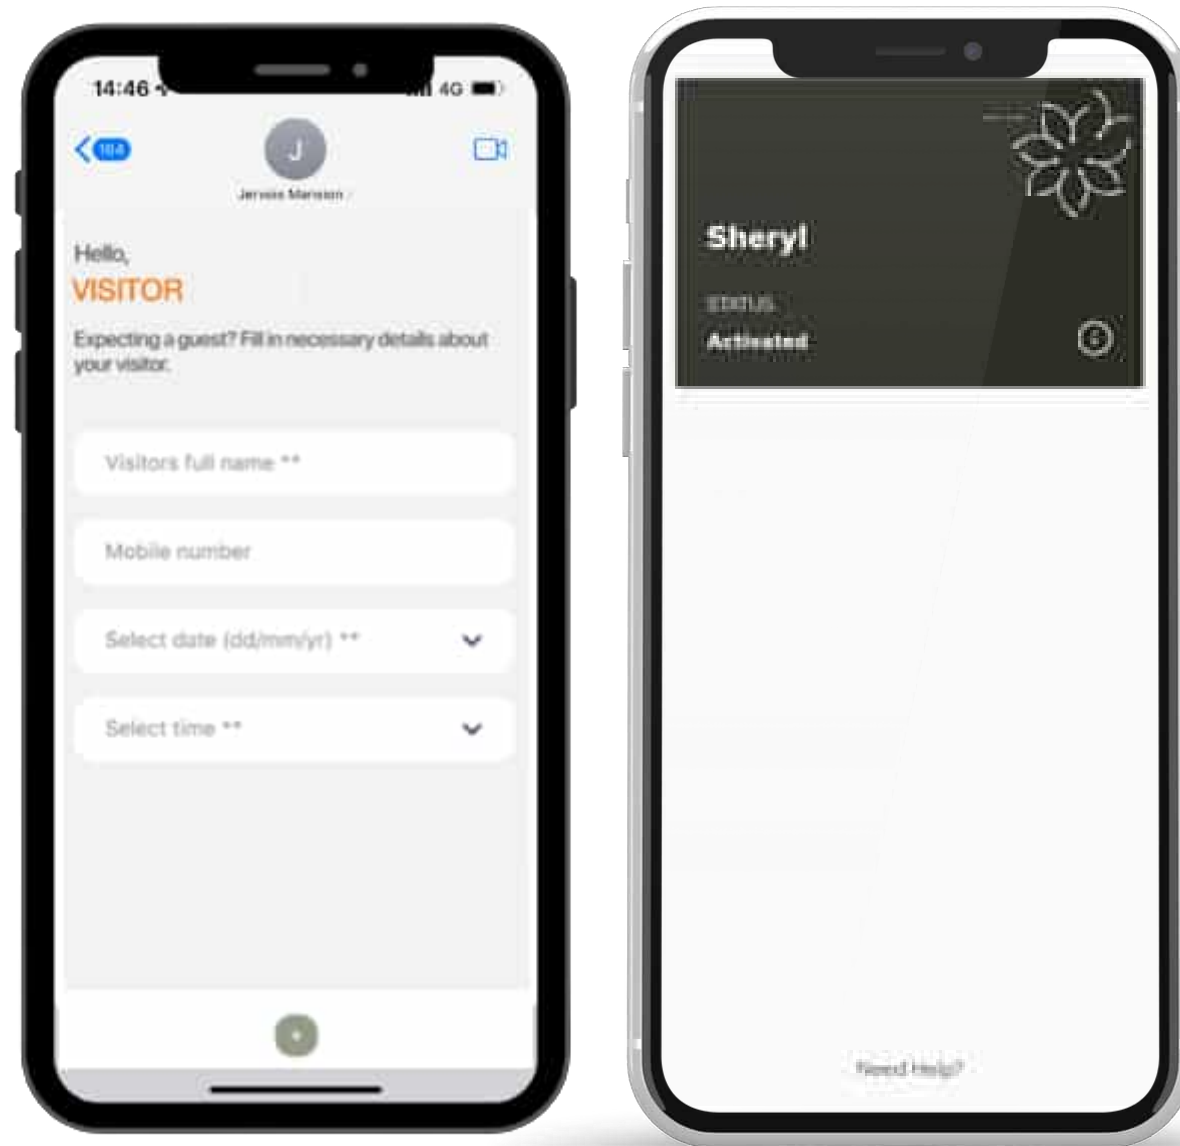 14:46
4G
184
J
Jervois Mansion
Hello,
VISITOR
Expecting a guest? Fill in necessary details about
your visitor.
Visitors full name **
Mobile number
Select date (dd/mm/yr) **
Select time **
Sheryl
STATUS
Activated
Need Help?